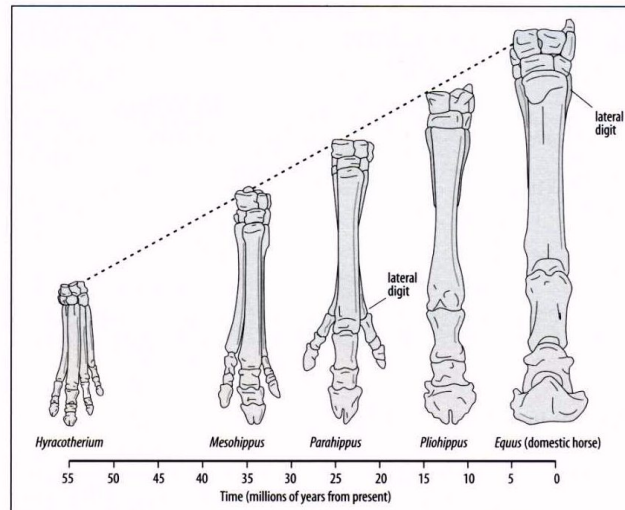 lateral
digit
lateral
digit
Hyracotherium
Mesohippus
Parahippus
Pliohippus
Equus (domestic horse)
55 50 45 40 35 30 25 20 15 10 5 0
Time (millions of years from present)